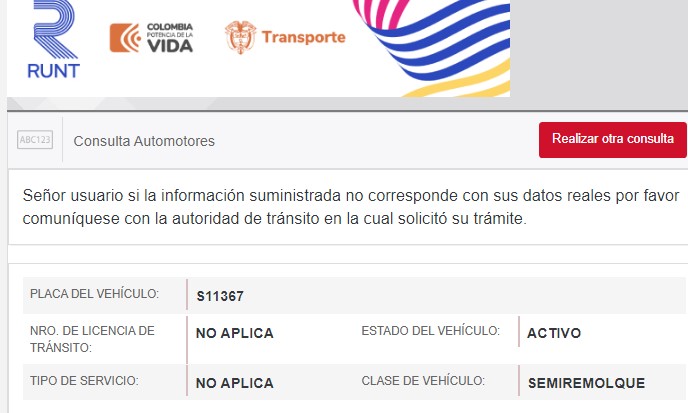 RUNT
COLOMBIA
POTENCIA DE LA
VIDA
Transporte
ABC123
Consulta Automotores
Realizar otra consulta
Señor usuario si la información suministrada no corresponde con sus datos reales por favor
comuníquese con la autoridad de tránsito en la cual solicitó su trámite.
PLACA DEL VEHÍCULO: S11367
NRO. DE LICENCIA DE
TRÁNSITO: NO APLICA ESTADO DEL VEHÍCULO: ACTIVO
TIPO DE SERVICIO: NO APLICA CLASE DE VEHÍCULO: SEMIREMOLQUE